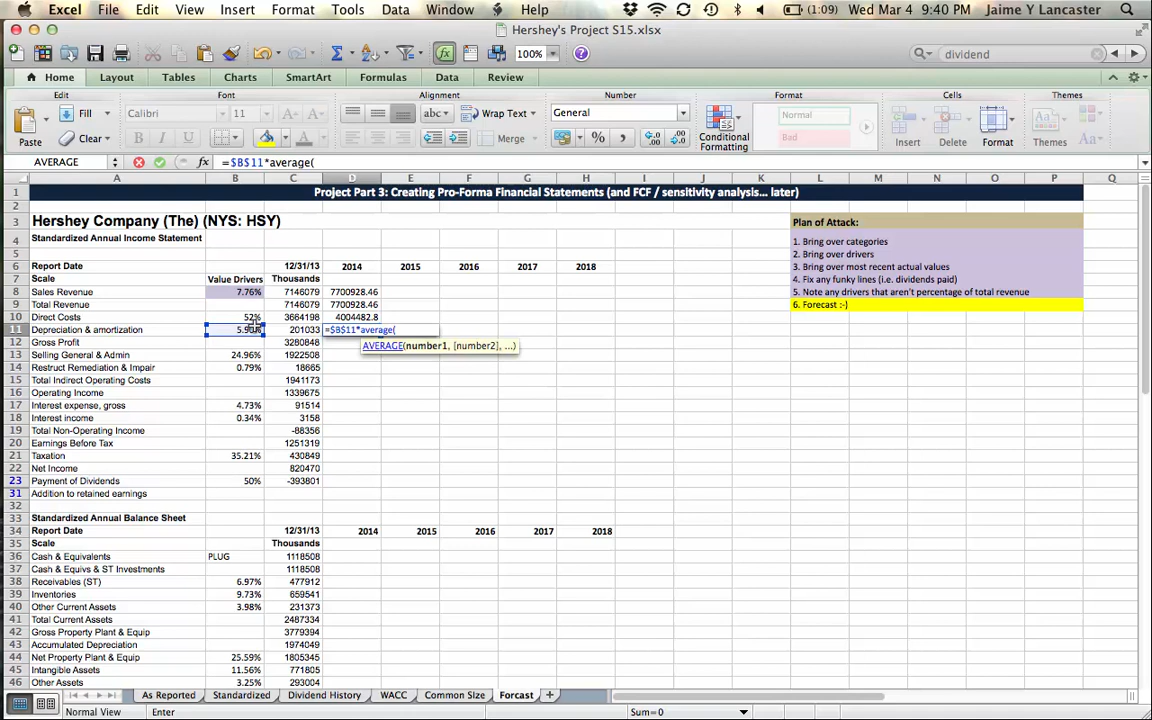 Excel File Edit View Insert Format Tools Data Window Help (1:09) Wed Mar 4 9:40 PM Jaime Y Lancaster
Hershey's Project S15.xlsx
100% dividend
Home Layout Tables Charts SmartArt Formulas Data Review
Edit Font Alignment Number Format Cells Themes
Paste Fill Clear Calibri 11 A A B I U A abc Wrap Text Merge General % Conditional Formatting Normal Bad Insert Delete Format Themes Aa
AVERAGE fx =$B$11*average(
A B C D E F G H I J K L M N O P Q
1 Project Part 3: Creating Pro-Forma Financial Statements (and FCF / sensitivity analysis... later)
2
3 Hershey Company (The) (NYS: HSY) Plan of Attack:
4 Standardized Annual Income Statement 1. Bring over categories
5 2. Bring over drivers
6 Report Date 12/31/13 2014 2015 2016 2017 2018 3. Bring over most recent actual values
7 Scale Value Drivers Thousands 4. Fix any funky lines (i.e. dividends paid)
8 Sales Revenue 7.76% 7146079 7700928.46 5. Note any drivers that aren't percentage of total revenue
9 Total Revenue 7146079 7700928.46 6. Forecast :-)
10 Direct Costs 52% 3664198 4004482.8
11 Depreciation & amortization 201033 =$B$11*average(
AVERAGE(number1, [number2], ...)
12 Gross Profit 3280848
13 Selling General & Admin 24.96% 1922508
14 Restruct Remediation & Impair 0.79% 18665
15 Total Indirect Operating Costs 1941173
16 Operating Income 1339675
17 Interest expense, gross 4.73% 91514
18 Interest income 0.34% 3158
19 Total Non-Operating Income -88356
20 Earnings Before Tax 1251319
21 Taxation 35.21% 430849
22 Net Income 820470
23 Payment of Dividends 50% -393801
31 Addition to retained earnings
32
33 Standardized Annual Balance Sheet
34 Report Date 12/31/13 2014 2015 2016 2017 2018
35 Scale Thousands
36 Cash & Equivalents PLUG 1118508
37 Cash & Equivs & ST Investments 1118508
38 Receivables (ST) 6.97% 477912
39 Inventories 9.73% 659541
40 Other Current Assets 3.98% 231373
41 Total Current Assets 2487334
42 Gross Property Plant & Equip 3779394
43 Accumulated Depreciation 1974049
44 Net Property Plant & Equip 25.59% 1805345
45 Intangible Assets 11.56% 771805
46 Other Assets 2.88% 293004
As Reported Standardized Dividend History WACC Common Size Forcast +
Normal View Enter Sum=0